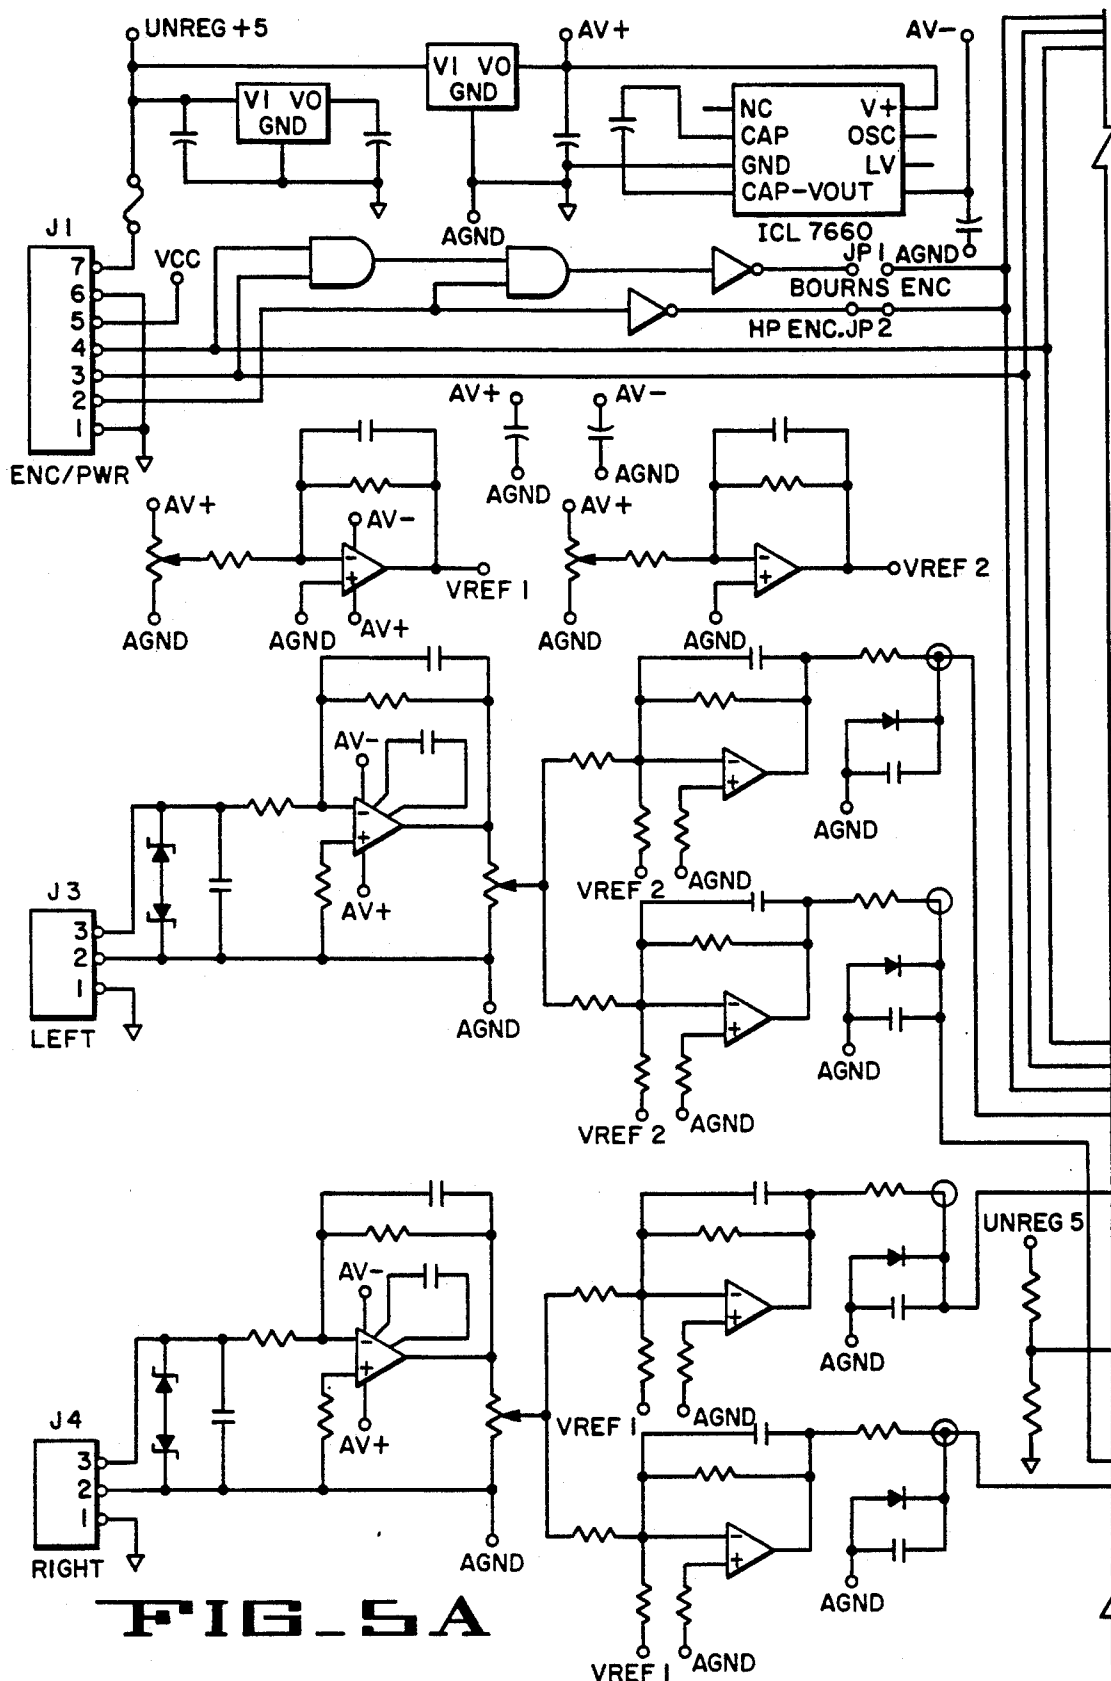 UNREG +5
AV+
AV-
VI VO
GND
VI VO
GND
NC V+
CAP OSC
GND LV
CAP-VOUT
ICL 7660
AGND
AGND
J1
7
6
5
4
3
2
1
ENC/PWR
VCC
JP1
BOURNS ENC
HP ENC.JP2
AV+
AV-
AGND
AGND
AV+
AV-
-
+
VREF 1
AGND
AGND
AV+
AV+
-
+
VREF 2
AGND
AGND
AV-
-
+
AV+
-
+
VREF 2
AGND
AGND
J3
3
2
1
LEFT
AGND
-
+
VREF 2
AGND
AGND
AV-
-
+
AV+
-
+
VREF 1
AGND
AGND
UNREG 5
J4
3
2
1
RIGHT
AGND
-
+
VREF 1
AGND
AGND
FIG_5A